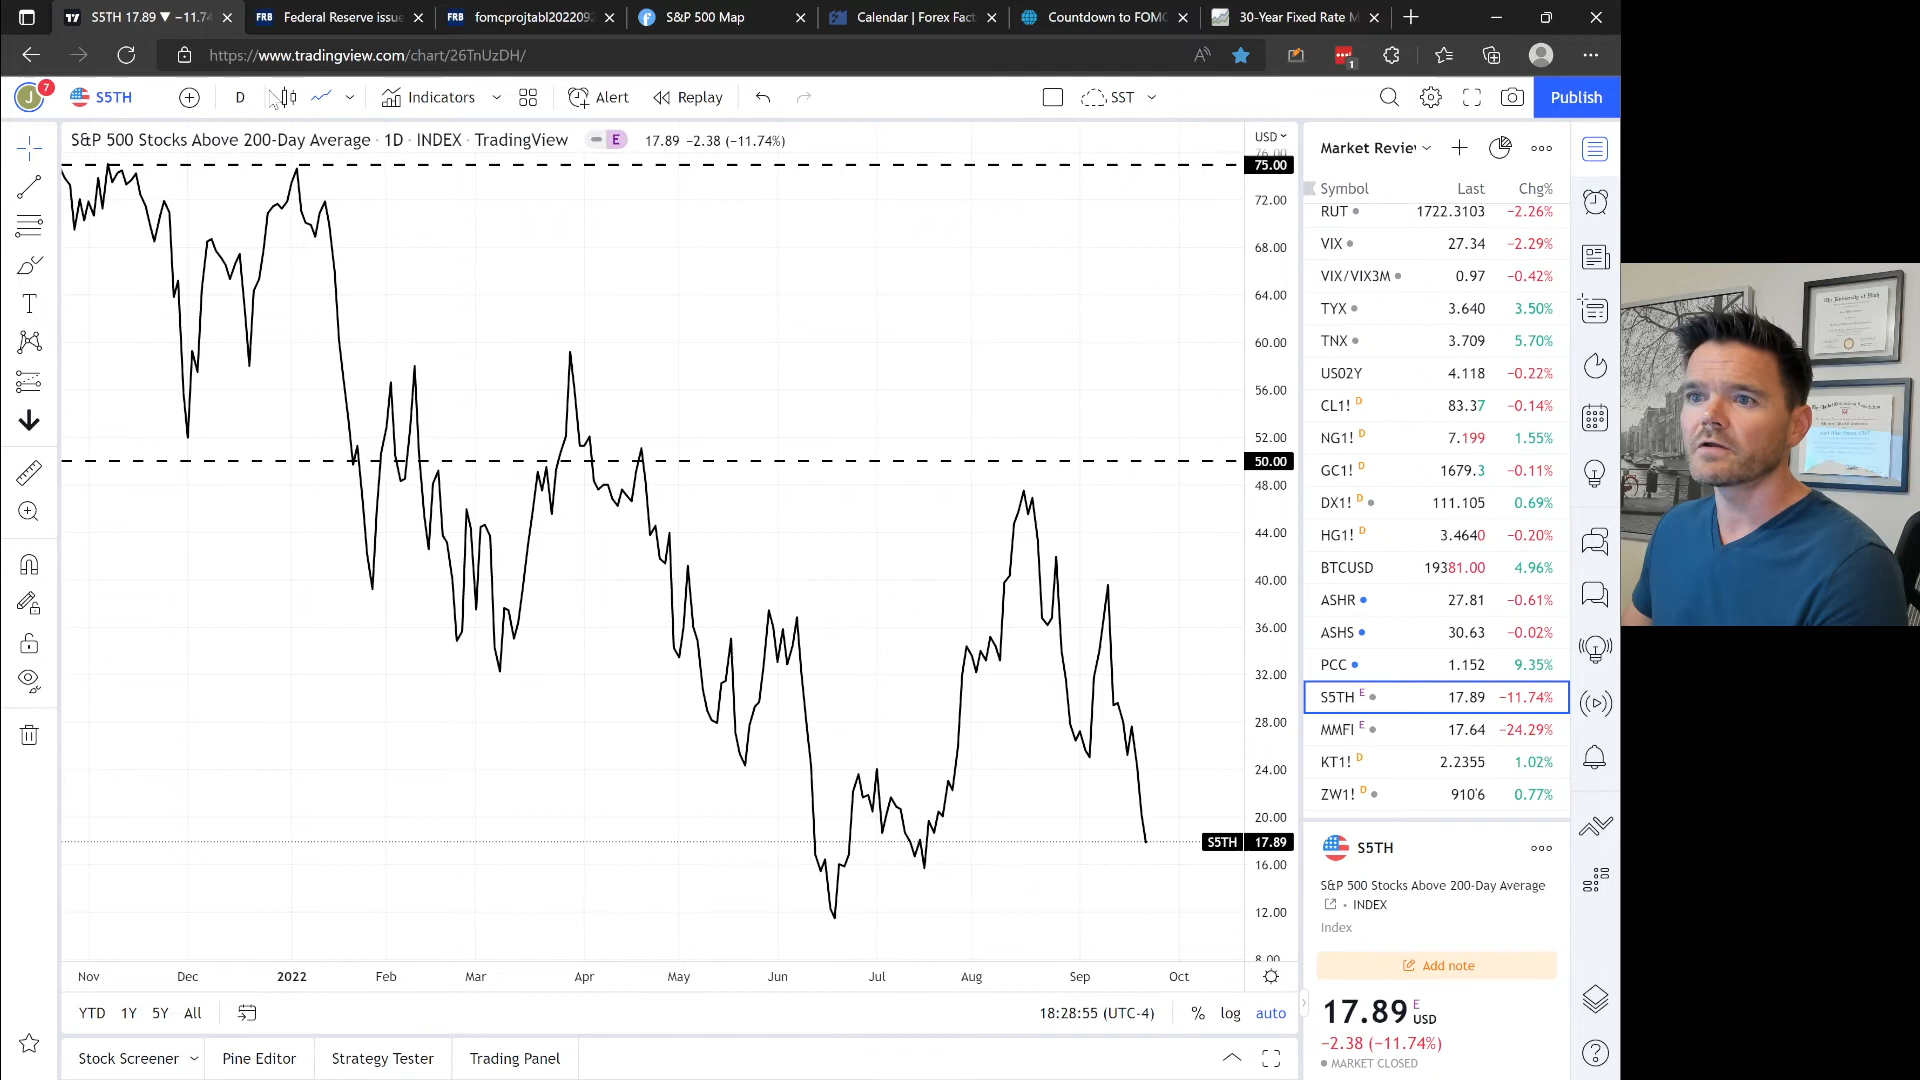 S5TH 17.89 ▼ −11.74
Federal Reserve issue
fomcprojtabl2022092
S&P 500 Map
Calendar | Forex Fact
Countdown to FOMC
30-Year Fixed Rate M
https://www.tradingview.com/chart/26TnUzDH/
1
J
7
S5TH
D
Indicators
Alert
Replay
SST
Publish
S&P 500 Stocks Above 200-Day Average · 1D · INDEX · TradingView
E
17.89 −2.38 (−11.74%)
USD
76.00
75.00
72.00
68.00
64.00
60.00
56.00
52.00
50.00
48.00
44.00
40.00
36.00
32.00
28.00
24.00
20.00
S5TH 17.89
16.00
12.00
8.00
Nov Dec 2022 Feb Mar Apr May Jun Jul Aug Sep Oct
YTD 1Y 5Y All
18:28:55 (UTC-4)
% log auto
Stock Screener
Pine Editor
Strategy Tester
Trading Panel
Market Review
Symbol Last Chg%
RUT 1722.3103 −2.26%
VIX 27.34 −2.29%
VIX/VIX3M 0.97 −0.42%
TYX 3.640 3.50%
TNX 3.709 5.70%
US02Y 4.118 −0.22%
CL1! D 83.37 −0.14%
NG1! D 7.199 1.55%
GC1! D 1679.3 −0.11%
DX1! D 111.105 0.69%
HG1! D 3.4640 −0.20%
BTCUSD 19381.00 4.96%
ASHR 27.81 −0.61%
ASHS 30.63 −0.02%
PCC 1.152 9.35%
S5TH E 17.89 −11.74%
MMFI E 17.64 −24.29%
KT1! D 2.2355 1.02%
ZW1! D 910'6 0.77%
S5TH
S&P 500 Stocks Above 200-Day Average
INDEX
Index
Add note
17.89 E USD
−2.38 (−11.74%)
MARKET CLOSED
The University of Utah